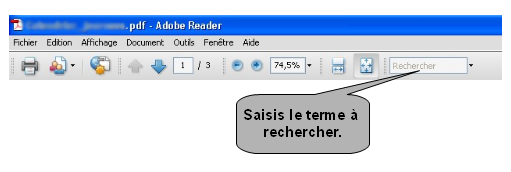 .pdf - Adobe Reader
Fichier Edition Affichage Document Outils Fenêtre Aide
1 / 3 74,5% Rechercher
Saisis le terme à
rechercher.